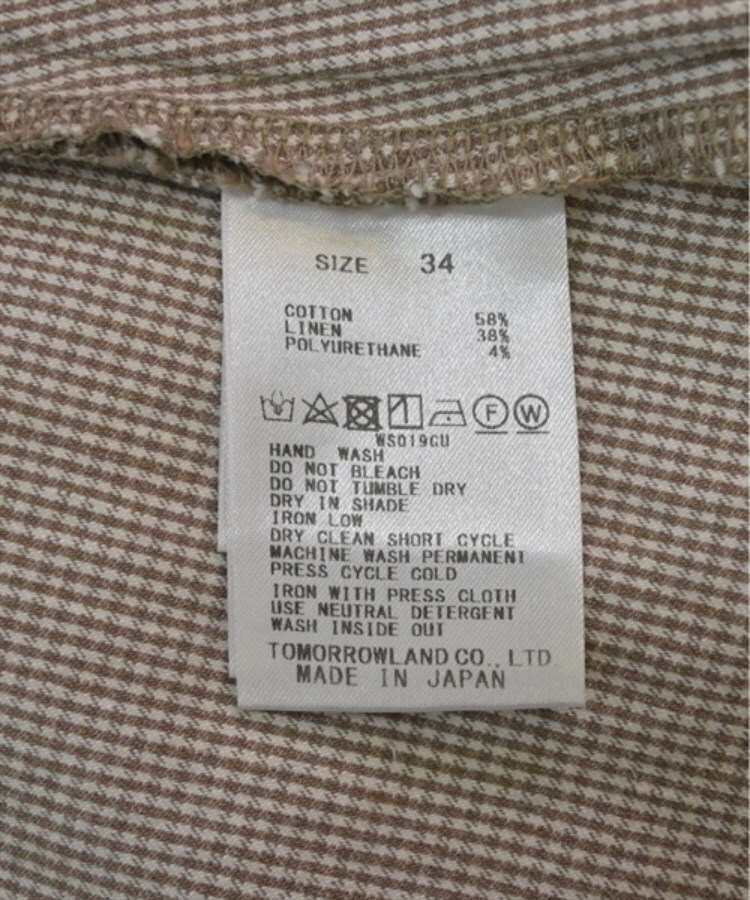 SIZE 34
COTTON 58%
LINEN 38%
POLYURETHANE 4%
F W
WS019GU
HAND WASH
DO NOT BLEACH
DO NOT TUMBLE DRY
DRY IN SHADE
IRON LOW
DRY CLEAN SHORT CYCLE
MACHINE WASH PERMANENT
PRESS CYCLE COLD
IRON WITH PRESS CLOTH
USE NEUTRAL DETERGENT
WASH INSIDE OUT
TOMORROWLAND CO., LTD
MADE IN JAPAN